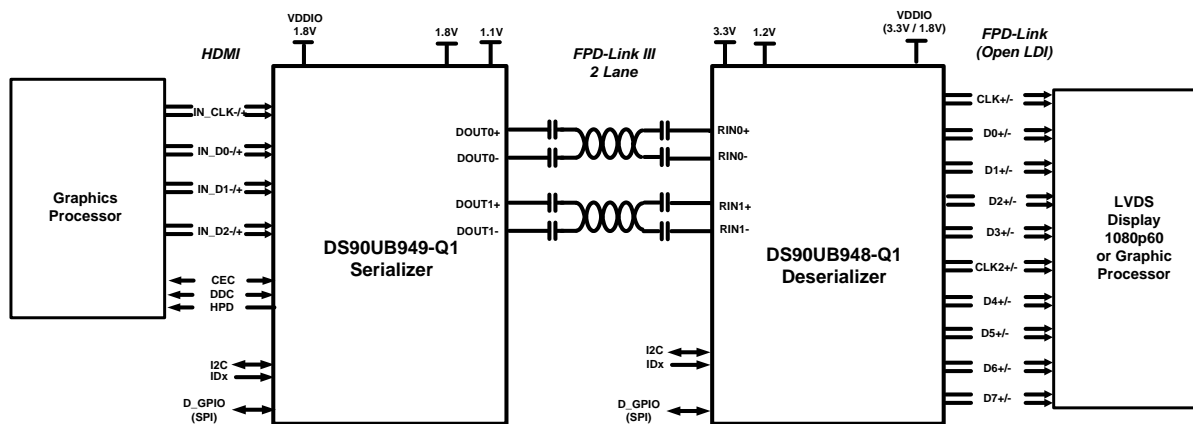 VDDIO
1.8V
1.8V
1.1V
3.3V
1.2V
VDDIO
(3.3V / 1.8V)
HDMI
FPD-Link III
2 Lane
FPD-Link
(Open LDI)
Graphics
Processor
IN_CLK-/+
IN_D0-/+
IN_D1-/+
IN_D2-/+
CEC
DDC
HPD
I2C
IDx
D_GPIO
(SPI)
DS90UB949-Q1
Serializer
DOUT0+
DOUT0-
DOUT1+
DOUT1-
RIN0+
RIN0-
RIN1+
RIN1-
DS90UB948-Q1
Deserializer
I2C
IDx
D_GPIO
(SPI)
CLK+/-
D0+/-
D1+/-
D2+/-
D3+/-
CLK2+/-
D4+/-
D5+/-
D6+/-
D7+/-
LVDS
Display
1080p60
or Graphic
Processor